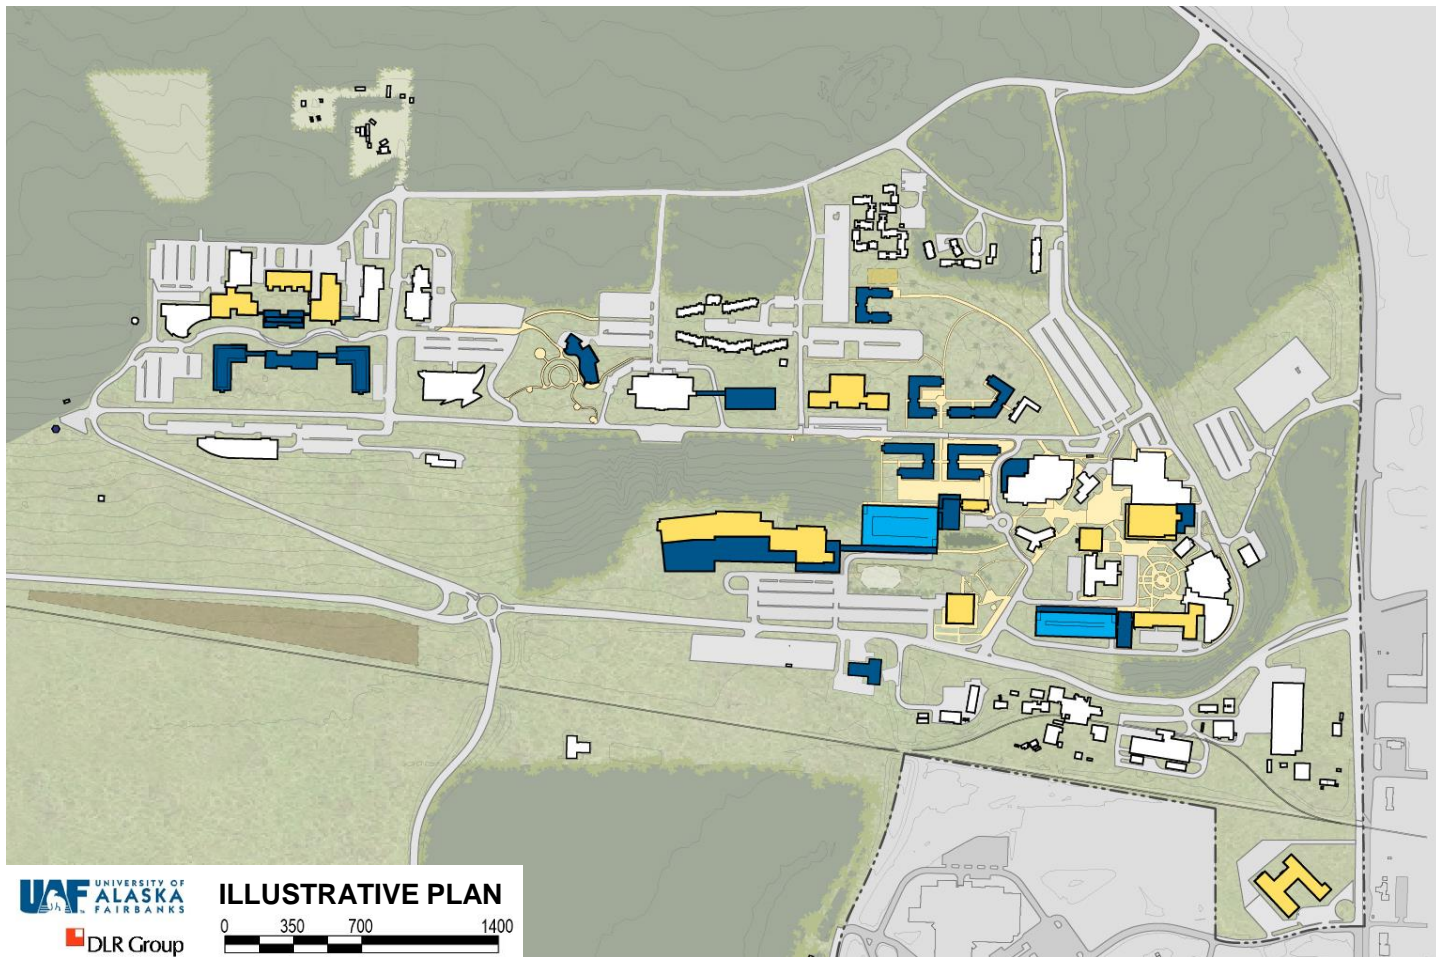 UAF UNIVERSITY OF
ALASKA
FAIRBANKS
DLR Group
ILLUSTRATIVE PLAN
0 350 700 1400